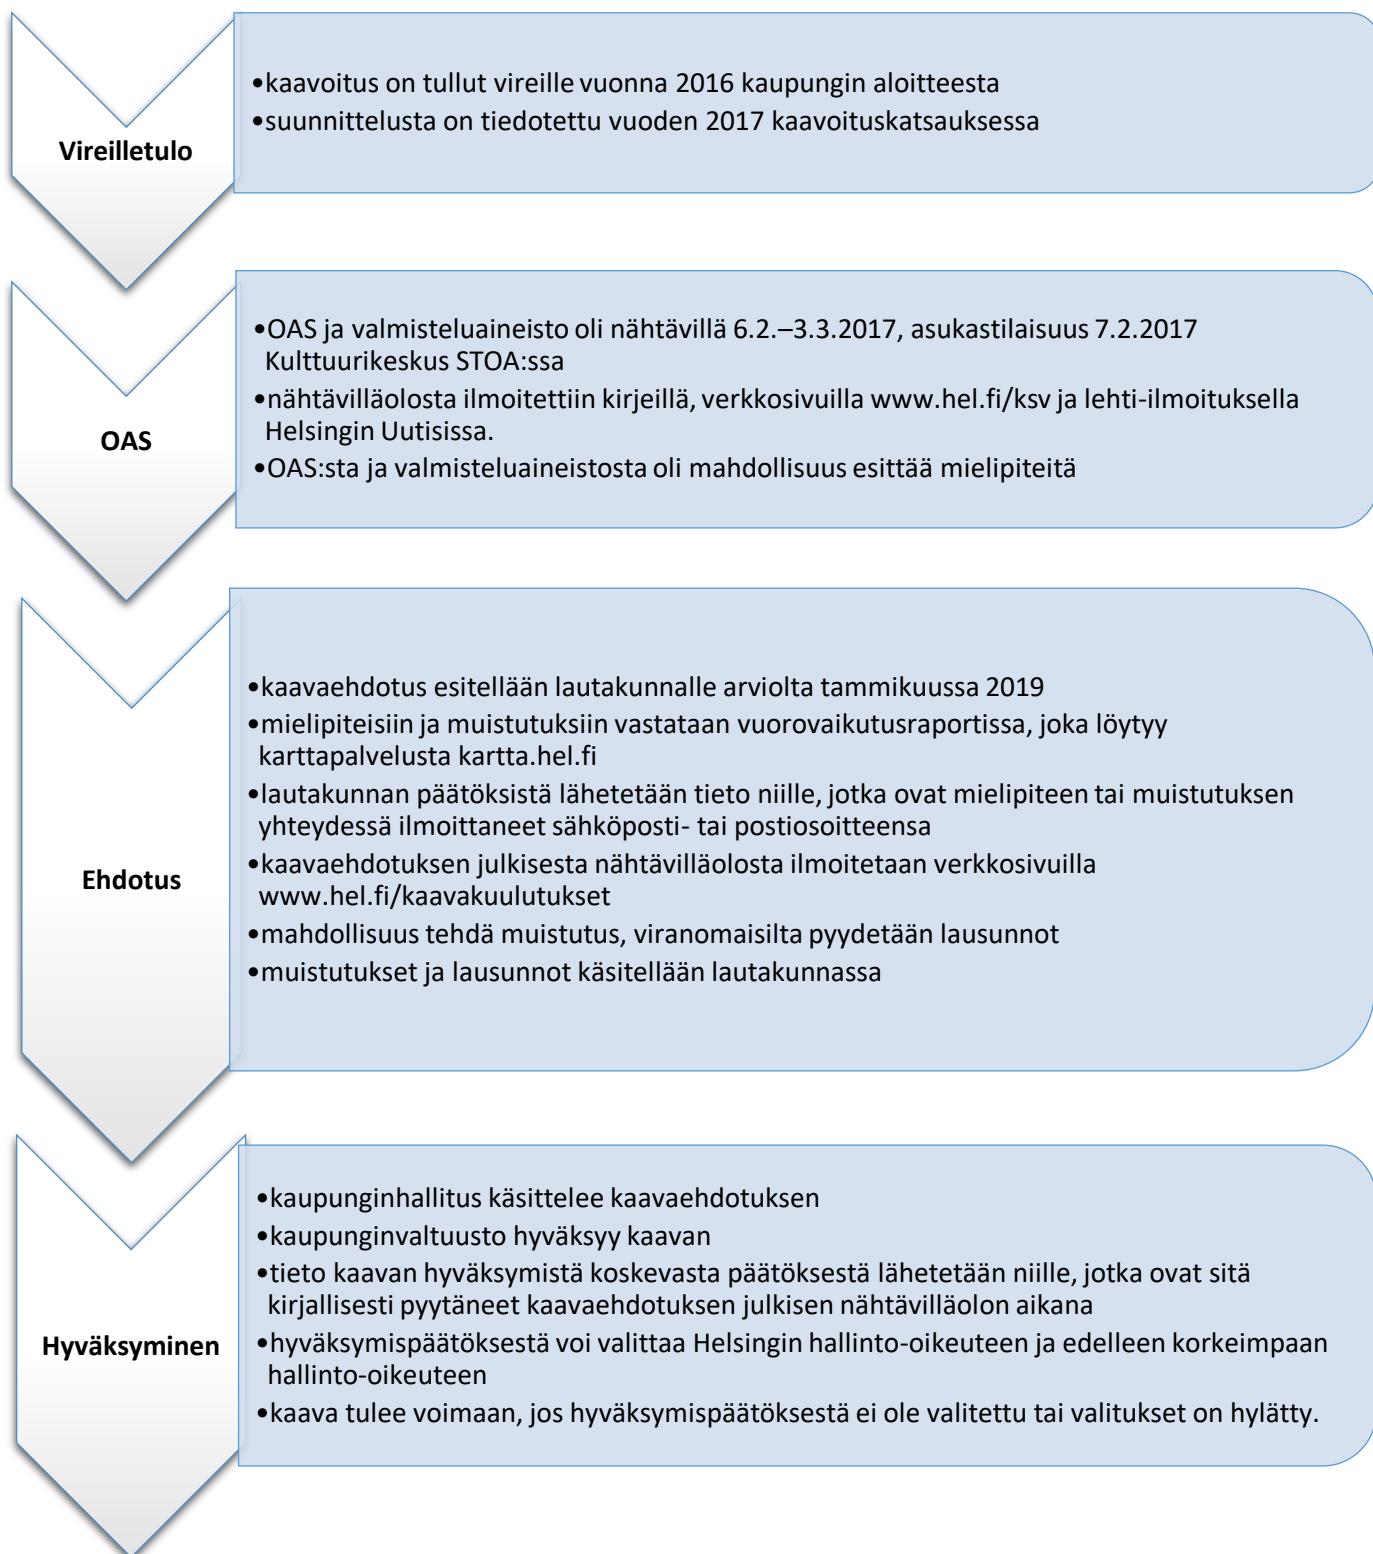 Vireilletulo
•kaavoitus on tullut vireille vuonna 2016 kaupungin aloitteesta
•suunnittelusta on tiedotettu vuoden 2017 kaavoituskatsauksessa
OAS
•OAS ja valmisteluaineisto oli nähtävillä 6.2.–3.3.2017, asukastilaisuus 7.2.2017
Kulttuurikeskus STOA:ssa
•nähtävilläolosta ilmoitettiin kirjeillä, verkkosivuilla www.hel.fi/ksv ja lehti-ilmoituksella
Helsingin Uutisissa.
•OAS:sta ja valmisteluaineistosta oli mahdollisuus esittää mielipiteitä
Ehdotus
•kaavaehdotus esitellään lautakunnalle arviolta tammikuussa 2019
•mielipiteisiin ja muistutuksiin vastataan vuorovaikutusraportissa, joka löytyy
karttapalvelusta kartta.hel.fi
•lautakunnan päätöksistä lähetetään tieto niille, jotka ovat mielipiteen tai muistutuksen
yhteydessä ilmoittaneet sähköposti- tai postiosoitteensa
•kaavaehdotuksen julkisesta nähtävilläolosta ilmoitetaan verkkosivuilla
www.hel.fi/kaavakuulutukset
•mahdollisuus tehdä muistutus, viranomaisilta pyydetään lausunnot
•muistutukset ja lausunnot käsitellään lautakunnassa
Hyväksyminen
•kaupunginhallitus käsittelee kaavaehdotuksen
•kaupunginvaltuusto hyväksyy kaavan
•tieto kaavan hyväksymistä koskevasta päätöksestä lähetetään niille, jotka ovat sitä
kirjallisesti pyytäneet kaavaehdotuksen julkisen nähtävilläolon aikana
•hyväksymispäätöksestä voi valittaa Helsingin hallinto-oikeuteen ja edelleen korkeimpaan
hallinto-oikeuteen
•kaava tulee voimaan, jos hyväksymispäätöksestä ei ole valitettu tai valitukset on hylätty.